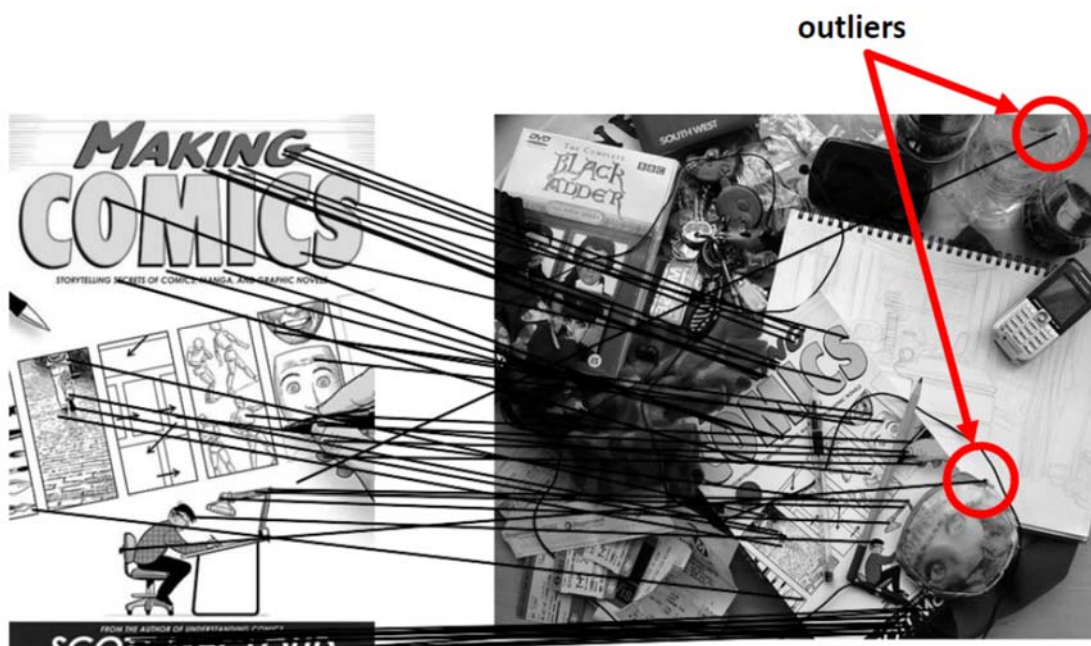 outliers
MAKING
COMICS
STORYTELLING SECRETS OF COMICS, MANGA, AND GRAPHIC NOVELS
FROM THE AUTHOR OF UNDERSTANDING COMICS
SOUTH WEST
DVD
THE COMPLETE
BLACK
ADDER
BBC
COMICS